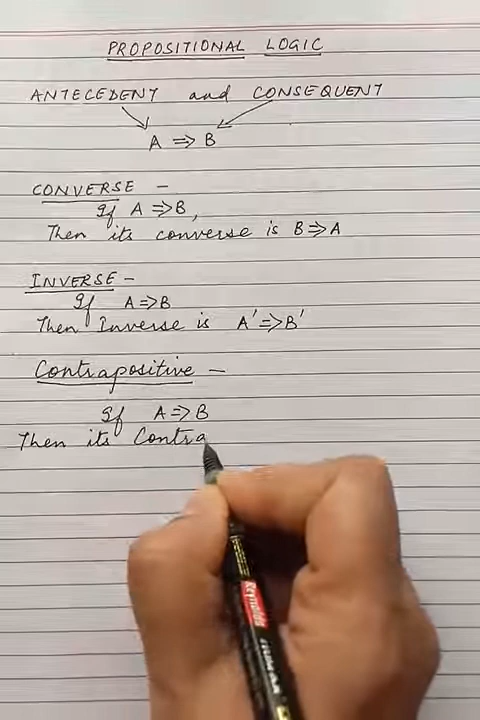 PROPOSITIONAL LOGIC
ANTECEDENT and CONSEQUENT
A ⇒ B
CONVERSE -
If A ⇒ B,
Then its converse is B ⇒ A
INVERSE -
If A ⇒ B
Then Inverse is A' ⇒ B'
Contrapositive -
If A ⇒ B
Then its Contra
Reynolds